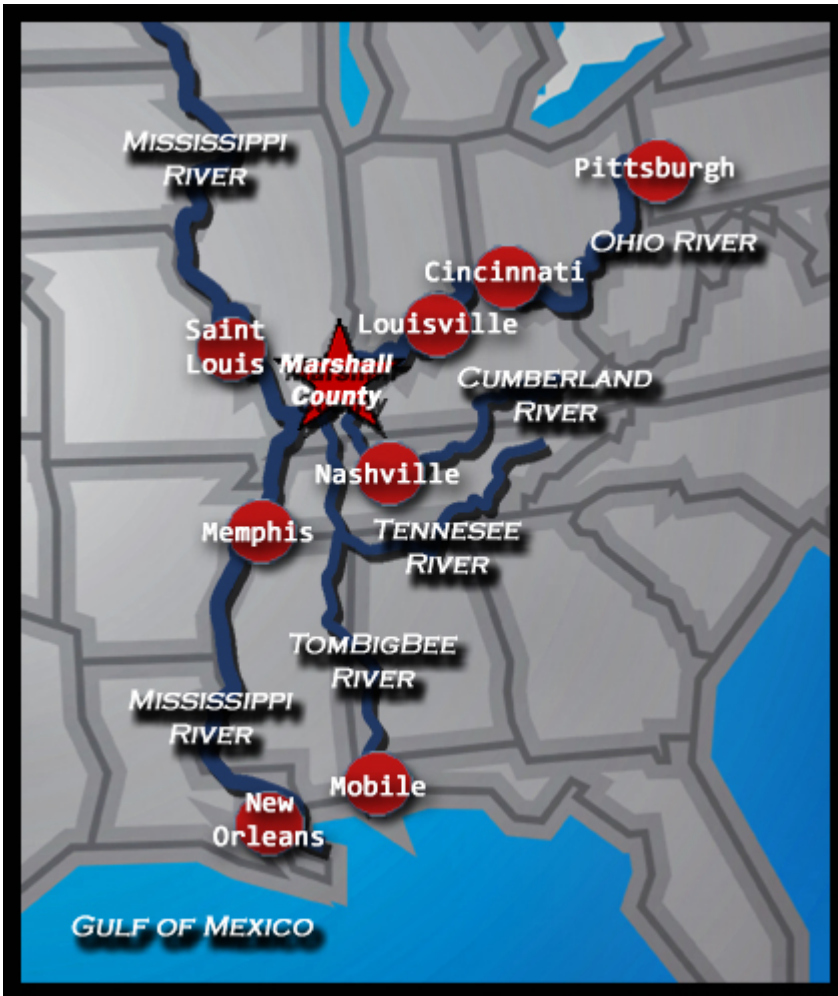 MISSISSIPPI
RIVER
Pittsburgh
OHIO RIVER
Cincinnati
Louisville
Saint
Louis
Marshall
County
CUMBERLAND
RIVER
Nashville
Memphis
TENNESEE
RIVER
TOMBIGBEE
RIVER
MISSISSIPPI
RIVER
Mobile
New
Orleans
GULF OF MEXICO